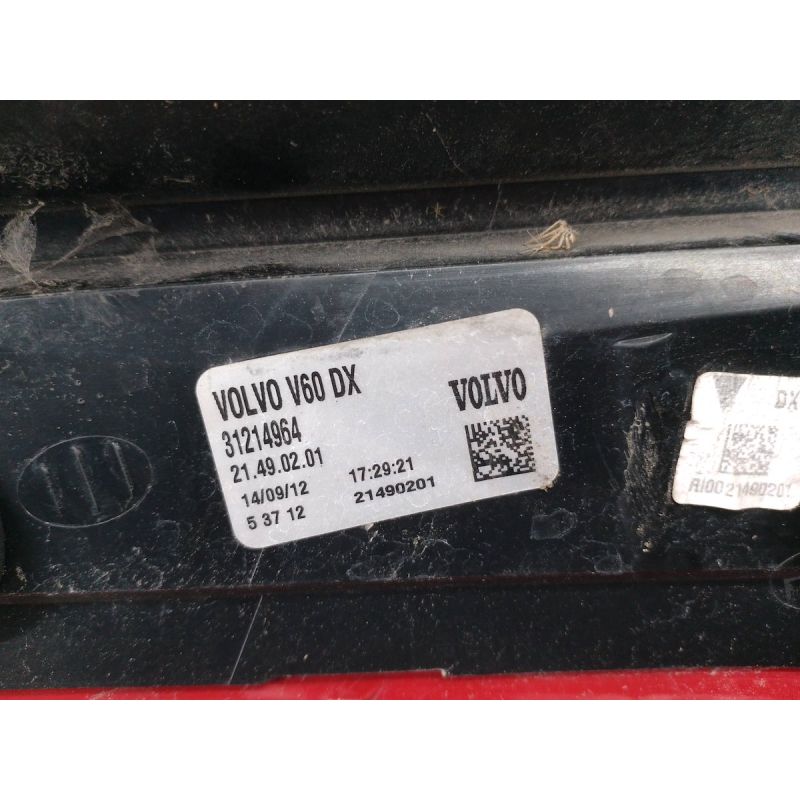 VOLVO V60 DX
VOLVO
31214964
21.49.02.01
14/09/12 17:29:21
5 37 12 21490201
DX
RI00 21490201